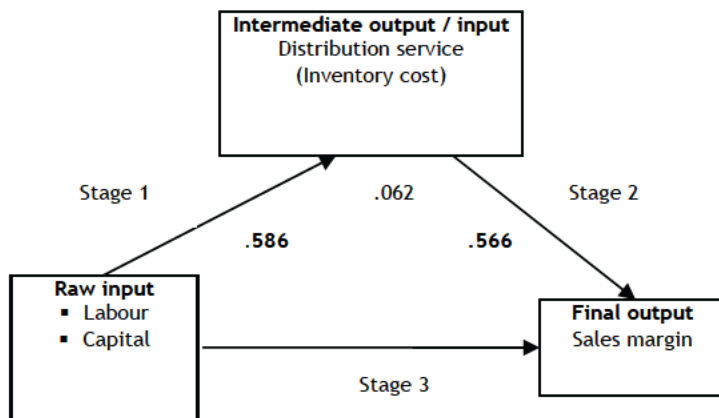 Intermediate output / input
Distribution service
(Inventory cost)
Stage 1
.062
Stage 2
.586
.566
Raw input
▪ Labour
▪ Capital
Final output
Sales margin
Stage 3